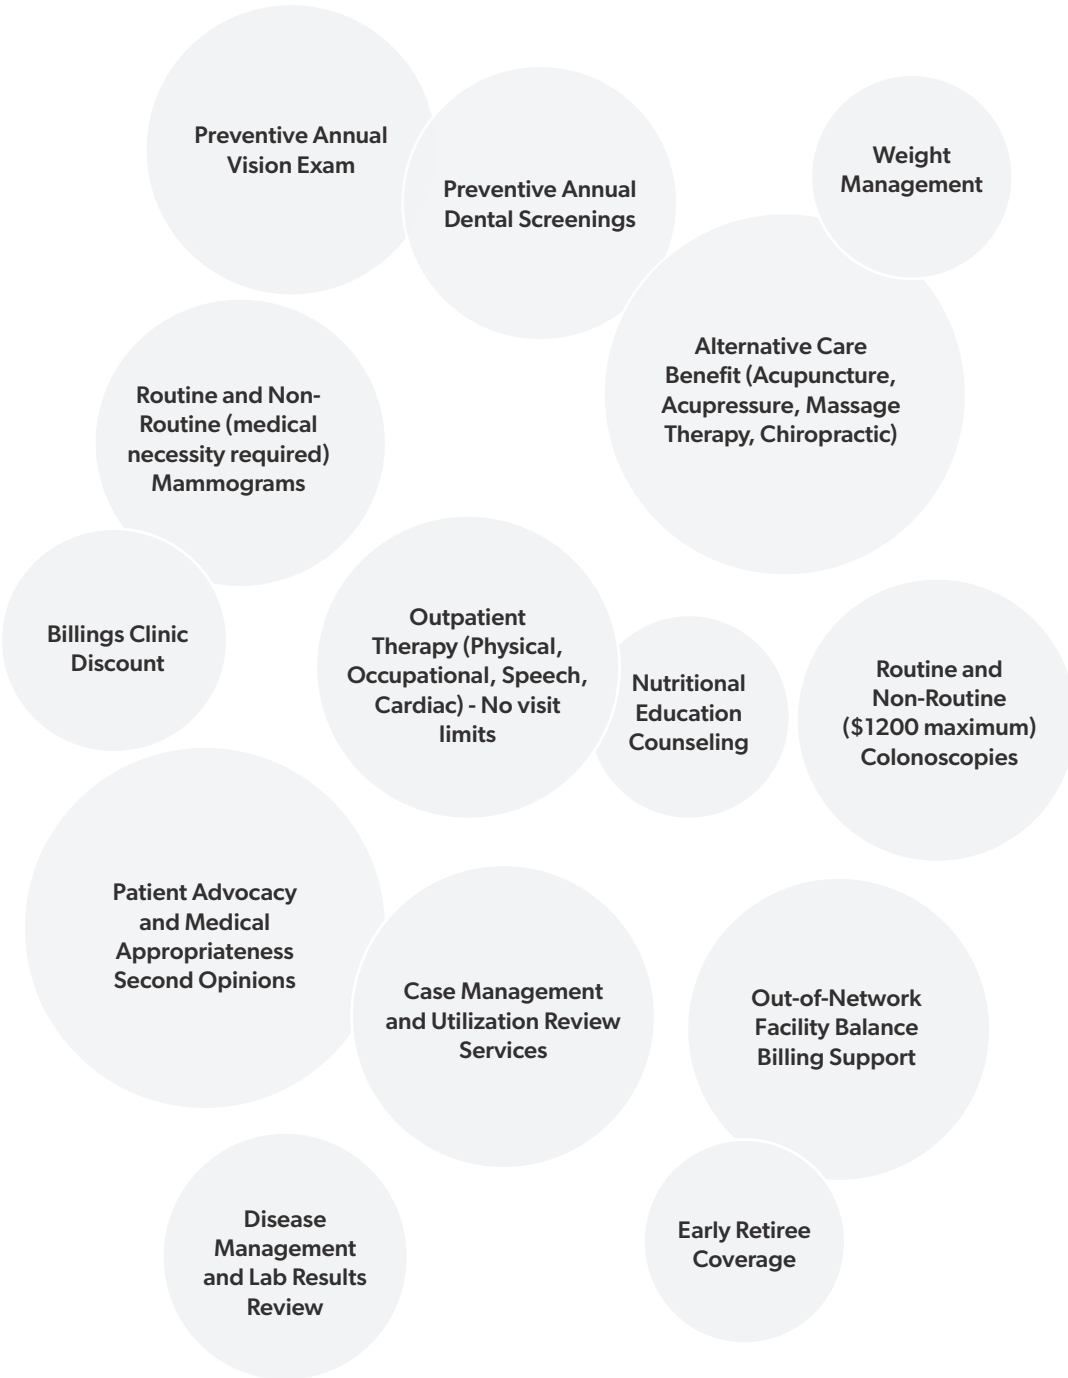 Preventive Annual
Vision Exam
Preventive Annual
Dental Screenings
Weight
Management
Alternative Care
Benefit (Acupuncture,
Acupressure, Massage
Therapy, Chiropractic)
Routine and Non-
Routine (medical
necessity required)
Mammograms
Billings Clinic
Discount
Outpatient
Therapy (Physical,
Occupational, Speech,
Cardiac) - No visit
limits
Nutritional
Education
Counseling
Routine and
Non-Routine
($1200 maximum)
Colonoscopies
Patient Advocacy
and Medical
Appropriateness
Second Opinions
Case Management
and Utilization Review
Services
Out-of-Network
Facility Balance
Billing Support
Disease
Management
and Lab Results
Review
Early Retiree
Coverage